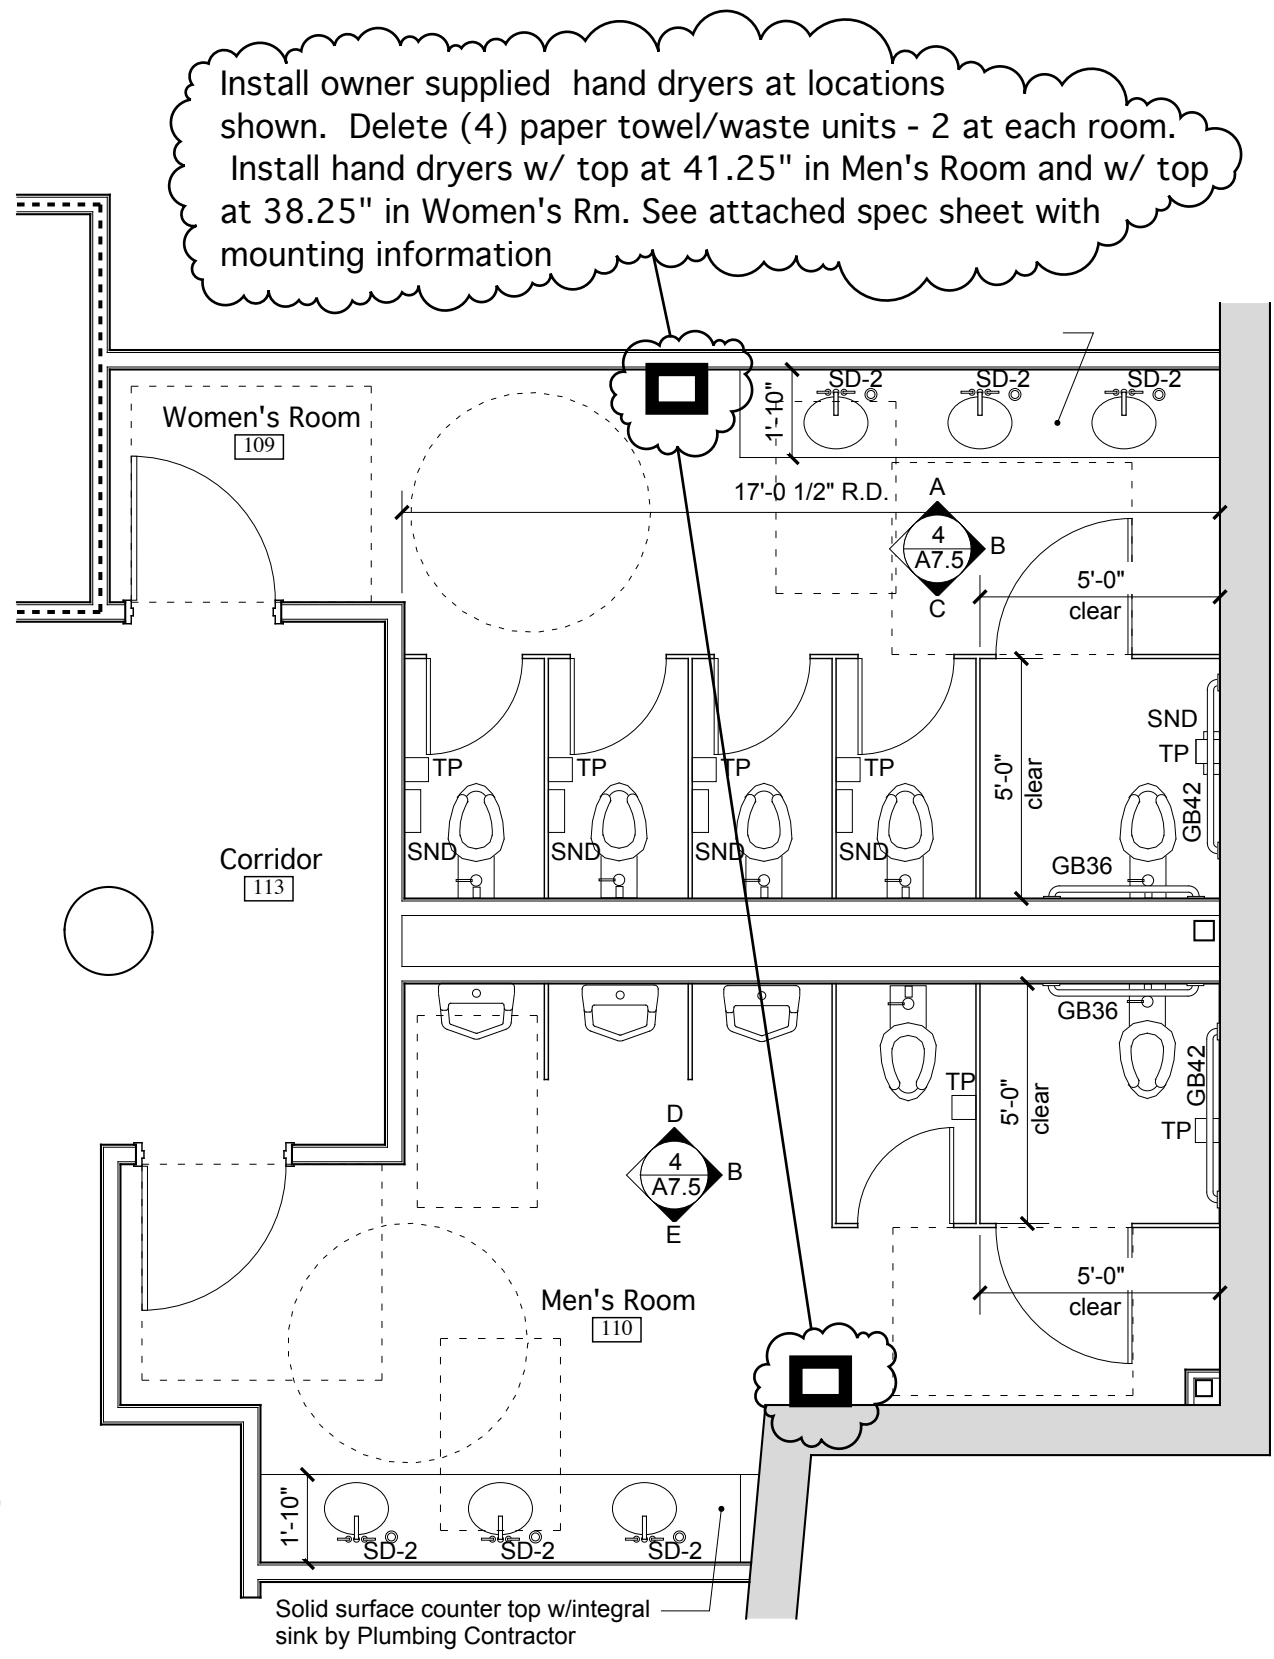 Install owner supplied  hand dryers at locations
shown.  Delete (4) paper towel/waste units - 2 at each room.
Install hand dryers w/ top at 41.25" in Men's Room and w/ top
at 38.25" in Women's Rm. See attached spec sheet with
mounting information
SD-2
SD-2
SD-2
1'-10"
Women's Room
109
17'-0 1/2" R.D.
A
4
A7.5
B
C
5'-0"
clear
SND
TP
GB42
5'-0"
clear
TP
TP
TP
TP
SND
SND
SND
SND
GB36
Corridor
113
GB36
GB42
5'-0"
clear
TP
TP
D
4
A7.5
B
E
5'-0"
clear
Men's Room
110
1'-10"
SD-2
SD-2
SD-2
Solid surface counter top w/integral
sink by Plumbing Contractor